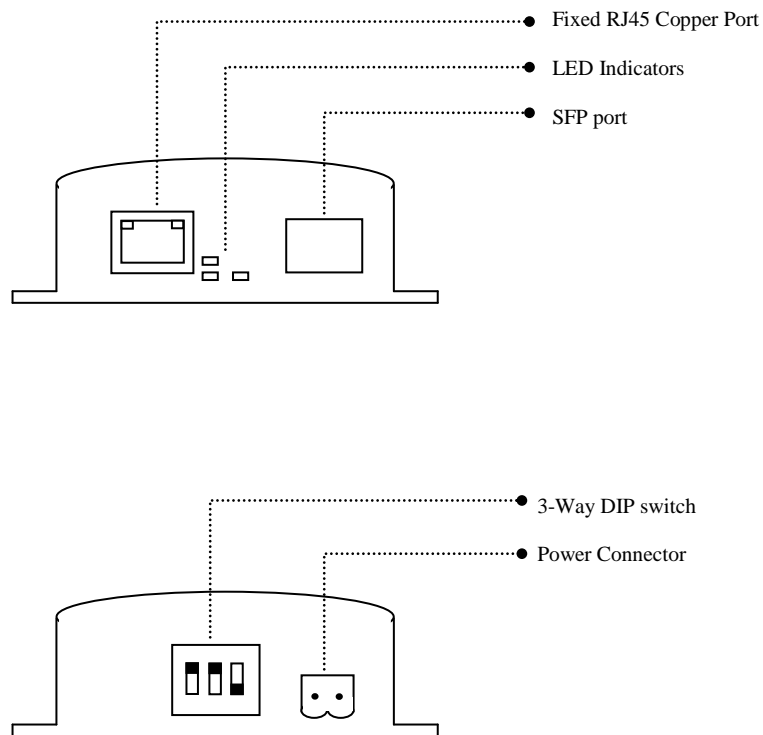 Fixed RJ45 Copper Port
LED Indicators
SFP port
3-Way DIP switch
Power Connector